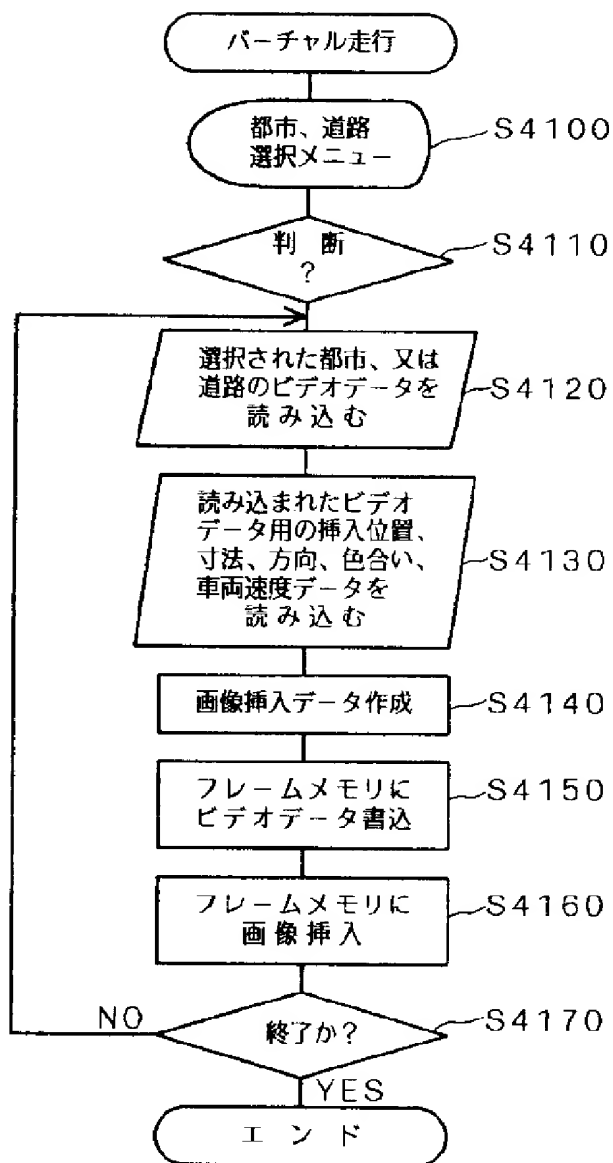 バーチャル走行
都市、道路
選択メニュー
S4100
判 断
?
S4110
選択された都市、又は
道路のビデオデータを
読 み 込 む
S4120
読み込まれたビデオ
データ用の挿入位置、
寸法、方向、色合い、
車両速度データを
読 み 込 む
S4130
画像挿入データ作成
S4140
フレームメモリに
ビデオデータ書込
S4150
フレームメモリに
画 像 挿 入
S4160
終了か?
S4170
NO
YES
エ ン ド